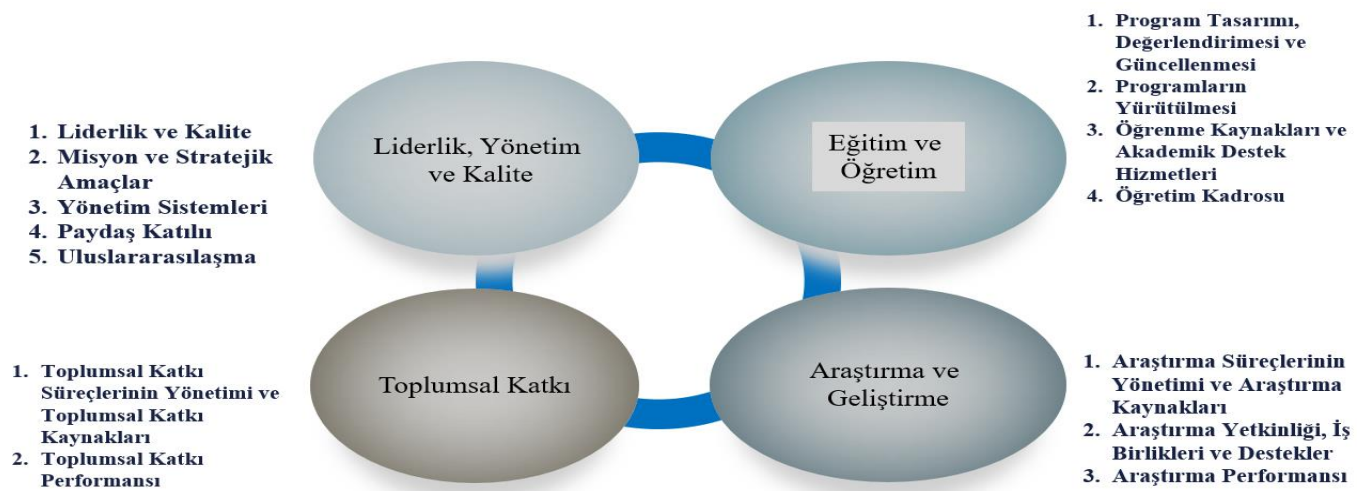 1. Liderlik ve Kalite
2. Misyon ve Stratejik
Amaçlar
3. Yönetim Sistemleri
4. Paydaş Katılıı
5. Uluslararasılaşma
Liderlik, Yönetim
ve Kalite
Eğitim ve
Öğretim
1. Program Tasarımı,
Değerlendirimesi ve
Güncellenmesi
2. Programların
Yürütülmesi
3. Öğrenme Kaynakları ve
Akademik Destek
Hizmetleri
4. Öğretim Kadrosu
1. Toplumsal Katkı
Süreçlerinin Yönetimi ve
Toplumsal Katkı
Kaynakları
2. Toplumsal Katkı
Performansı
Toplumsal Katkı
Araştırma ve
Geliştirme
1. Araştırma Süreçlerinin
Yönetimi ve Araştırma
Kaynakları
2. Araştırma Yetkinliği, İş
Birlikleri ve Destekler
3. Araştırma Performansı